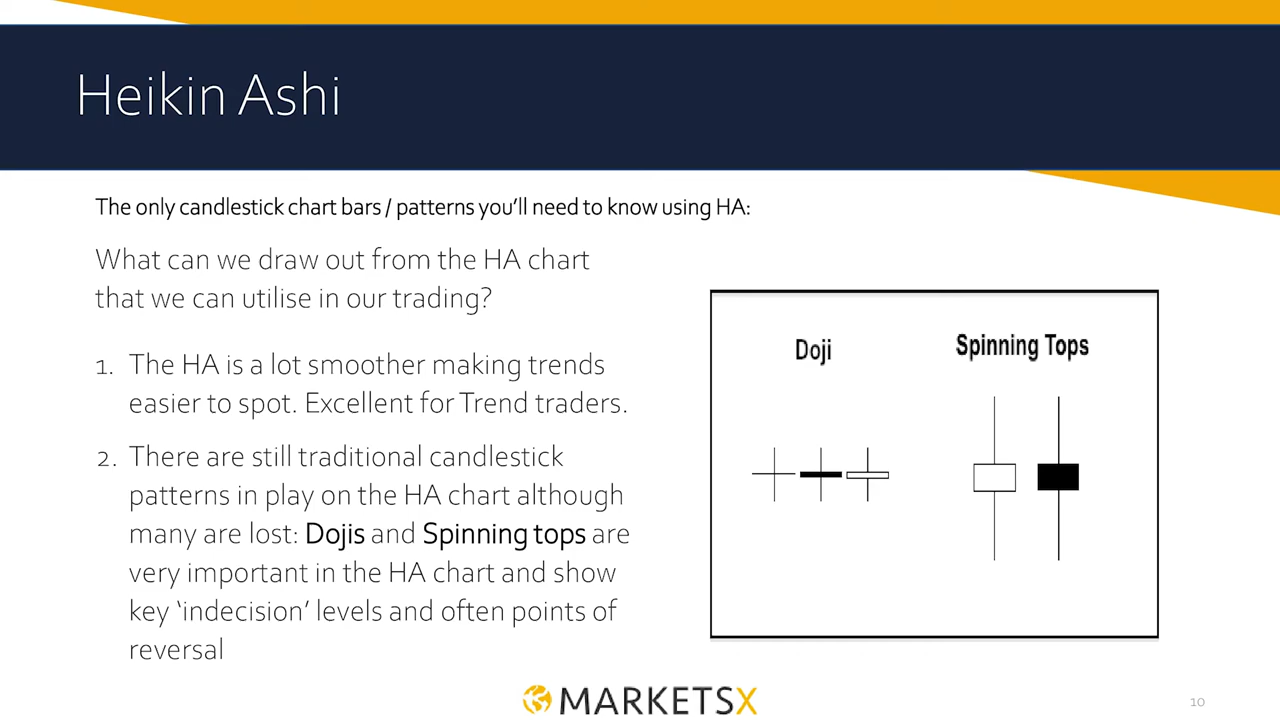 Heikin Ashi
The only candlestick chart bars / patterns you'll need to know using HA:
What can we draw out from the HA chart
that we can utilise in our trading?
1. The HA is a lot smoother making trends
easier to spot. Excellent for Trend traders.
2. There are still traditional candlestick
patterns in play on the HA chart although
many are lost: Dojis and Spinning tops are
very important in the HA chart and show
key ‘indecision’ levels and often points of
reversal
Doji
Spinning Tops
MARKETSX
10